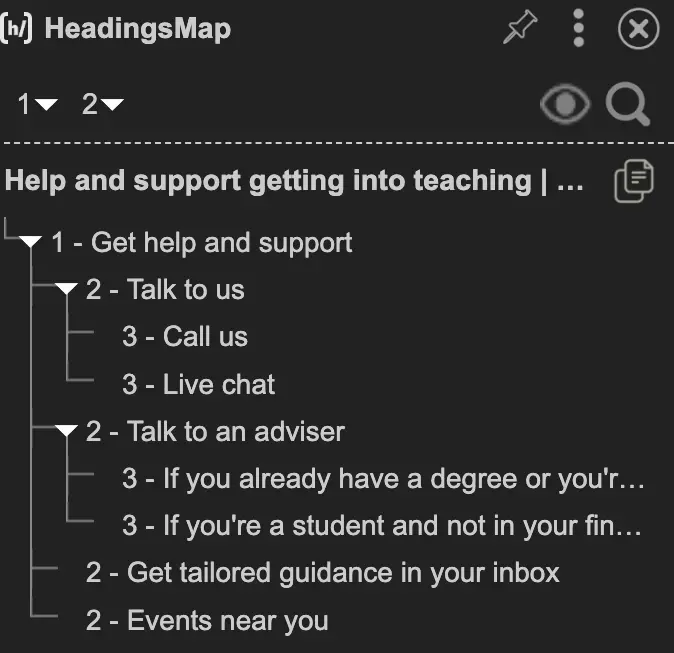 [h/] HeadingsMap
1 2
Help and support getting into teaching | ...
1 - Get help and support
2 - Talk to us
3 - Call us
3 - Live chat
2 - Talk to an adviser
3 - If you already have a degree or you'r...
3 - If you're a student and not in your fin...
2 - Get tailored guidance in your inbox
2 - Events near you